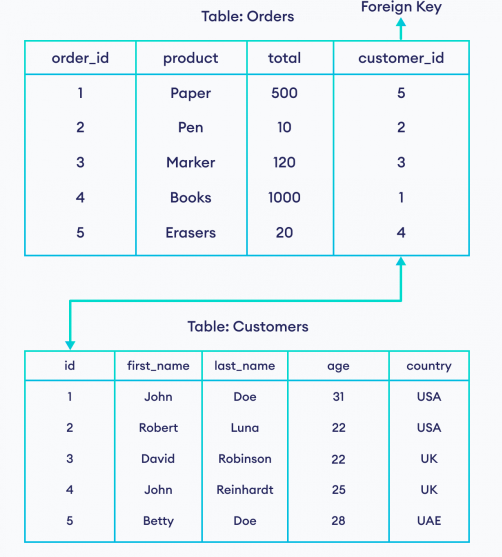 Foreign Key
Table: Orders
order_id product total customer_id
1 Paper 500 5
2 Pen 10 2
3 Marker 120 3
4 Books 1000 1
5 Erasers 20 4
Table: Customers
id first_name last_name age country
1 John Doe 31 USA
2 Robert Luna 22 USA
3 David Robinson 22 UK
4 John Reinhardt 25 UK
5 Betty Doe 28 UAE